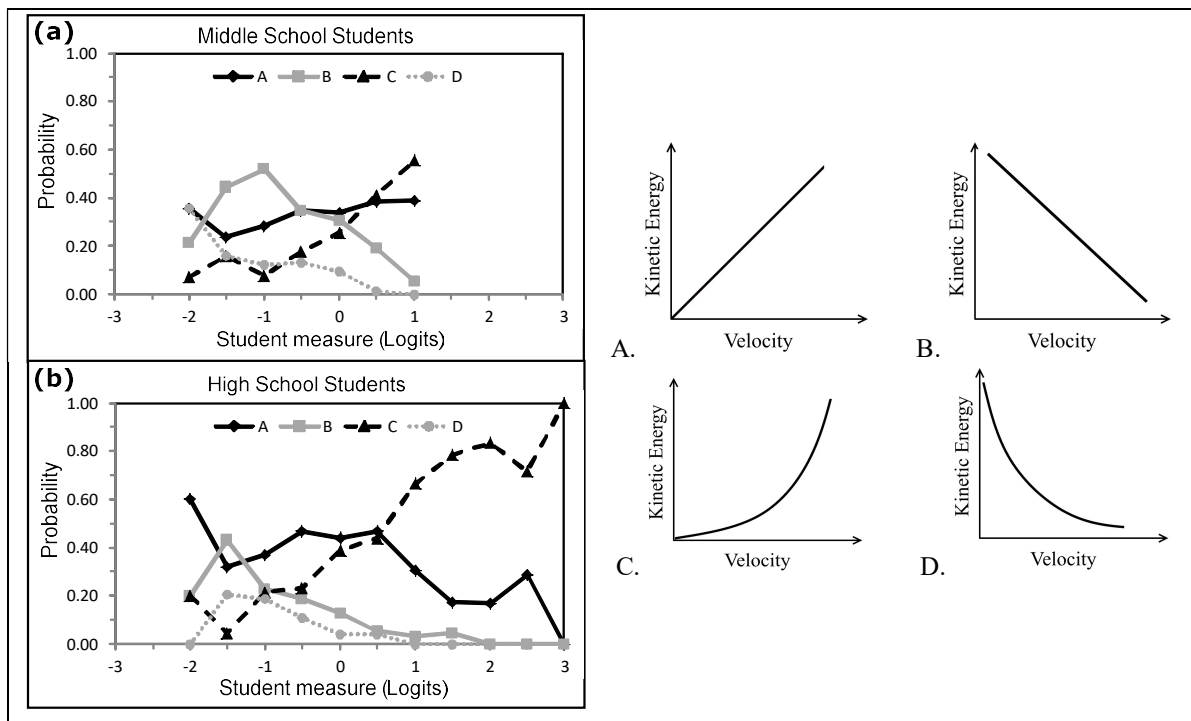 (a)
Middle School Students
A B C D
Probability
1.00
0.80
0.60
0.40
0.20
0.00
-3 -2 -1 0 1 2 3
Student measure (Logits)
(b)
High School Students
A B C D
Probability
1.00
0.80
0.60
0.40
0.20
0.00
-3 -2 -1 0 1 2 3
Student measure (Logits)
Kinetic Energy
Velocity
A.
Kinetic Energy
Velocity
B.
Kinetic Energy
Velocity
C.
Kinetic Energy
Velocity
D.